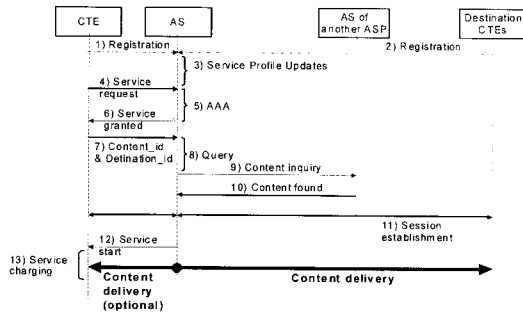 CTE
AS
AS of
another ASP
Destination
CTEs
1) Registration
2) Registration
3) Service Profile Updates
4) Service
request
5) AAA
6) Service
granted
7) Content_id
& Detination_id
8) Query
9) Content inquiry
10) Content found
11) Session
establishment
12) Service
start
13) Service
charging
Content
delivery
(optional)
Content delivery